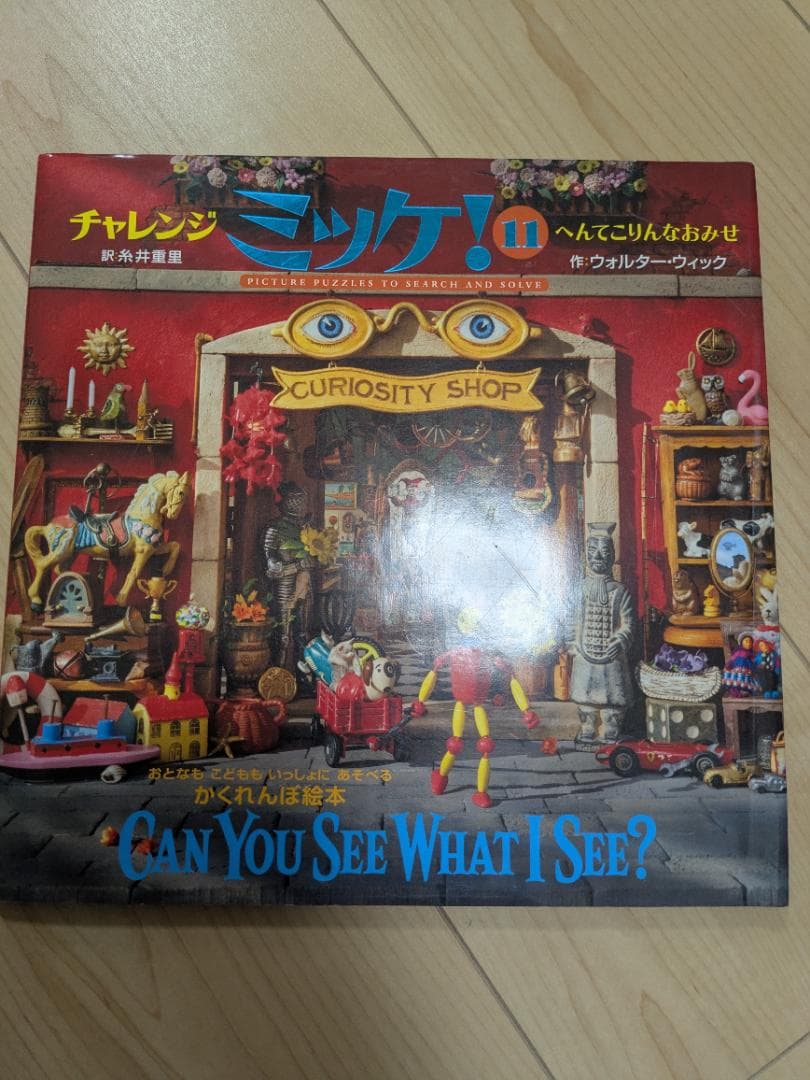 チャレンジ ミッケ! 11 へんてこりんなおみせ
訳:糸井重里
作:ウォルター・ウィック
PICTURE PUZZLES TO SEARCH AND SOLVE
CURIOSITY SHOP
おとなも こどもも いっしょに あそべる
かくれんぼ絵本
CAN YOU SEE WHAT I SEE?